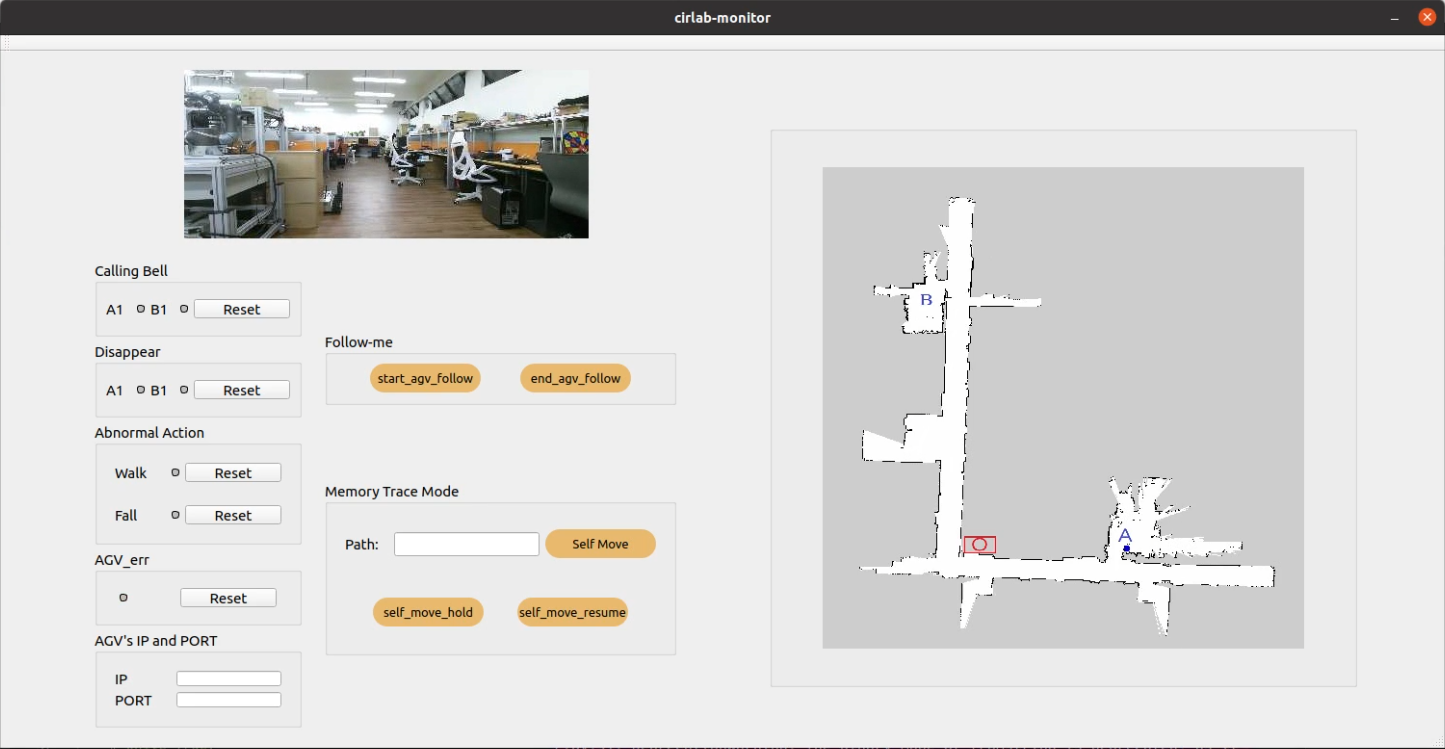 cirlab-monitor
Calling Bell
A1 B1 Reset
Disappear
A1 B1 Reset
Abnormal Action
Walk Reset
Fall Reset
AGV_err
Reset
AGV's IP and PORT
IP
PORT
Follow-me
start_agv_follow end_agv_follow
Memory Trace Mode
Path: Self Move
self_move_hold self_move_resume
B
A